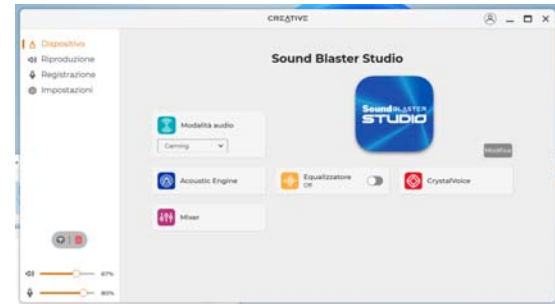 CREATIVE
Dispositivo
Riproduzione
Registrazione
Impostazioni
Sound Blaster Studio
Sound BLASTER
STUDIO
Modalità audio
Gaming
Modifica
Acoustic Engine
Equalizzatore
Off
CrystalVoice
Mixer
67%
80%